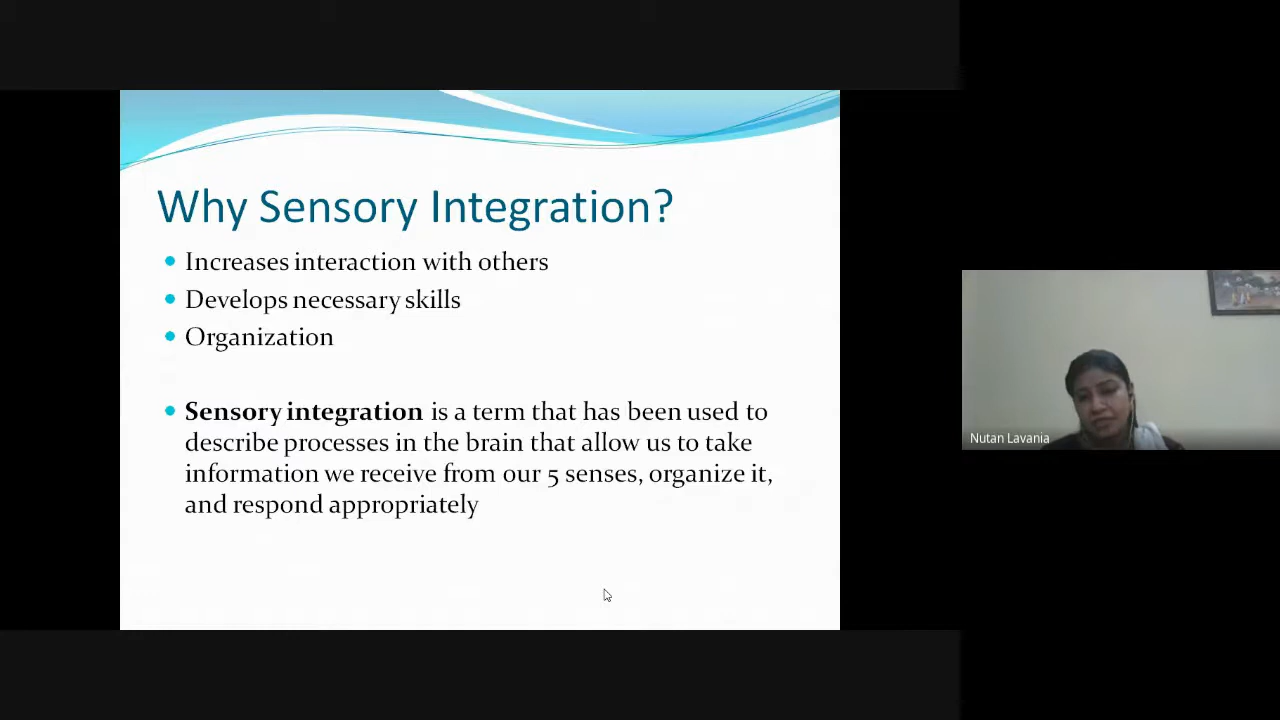 Why Sensory Integration?
Increases interaction with others
Develops necessary skills
Organization
Sensory integration is a term that has been used to
describe processes in the brain that allow us to take
information we receive from our 5 senses, organize it,
and respond appropriately
Nutan Lavania